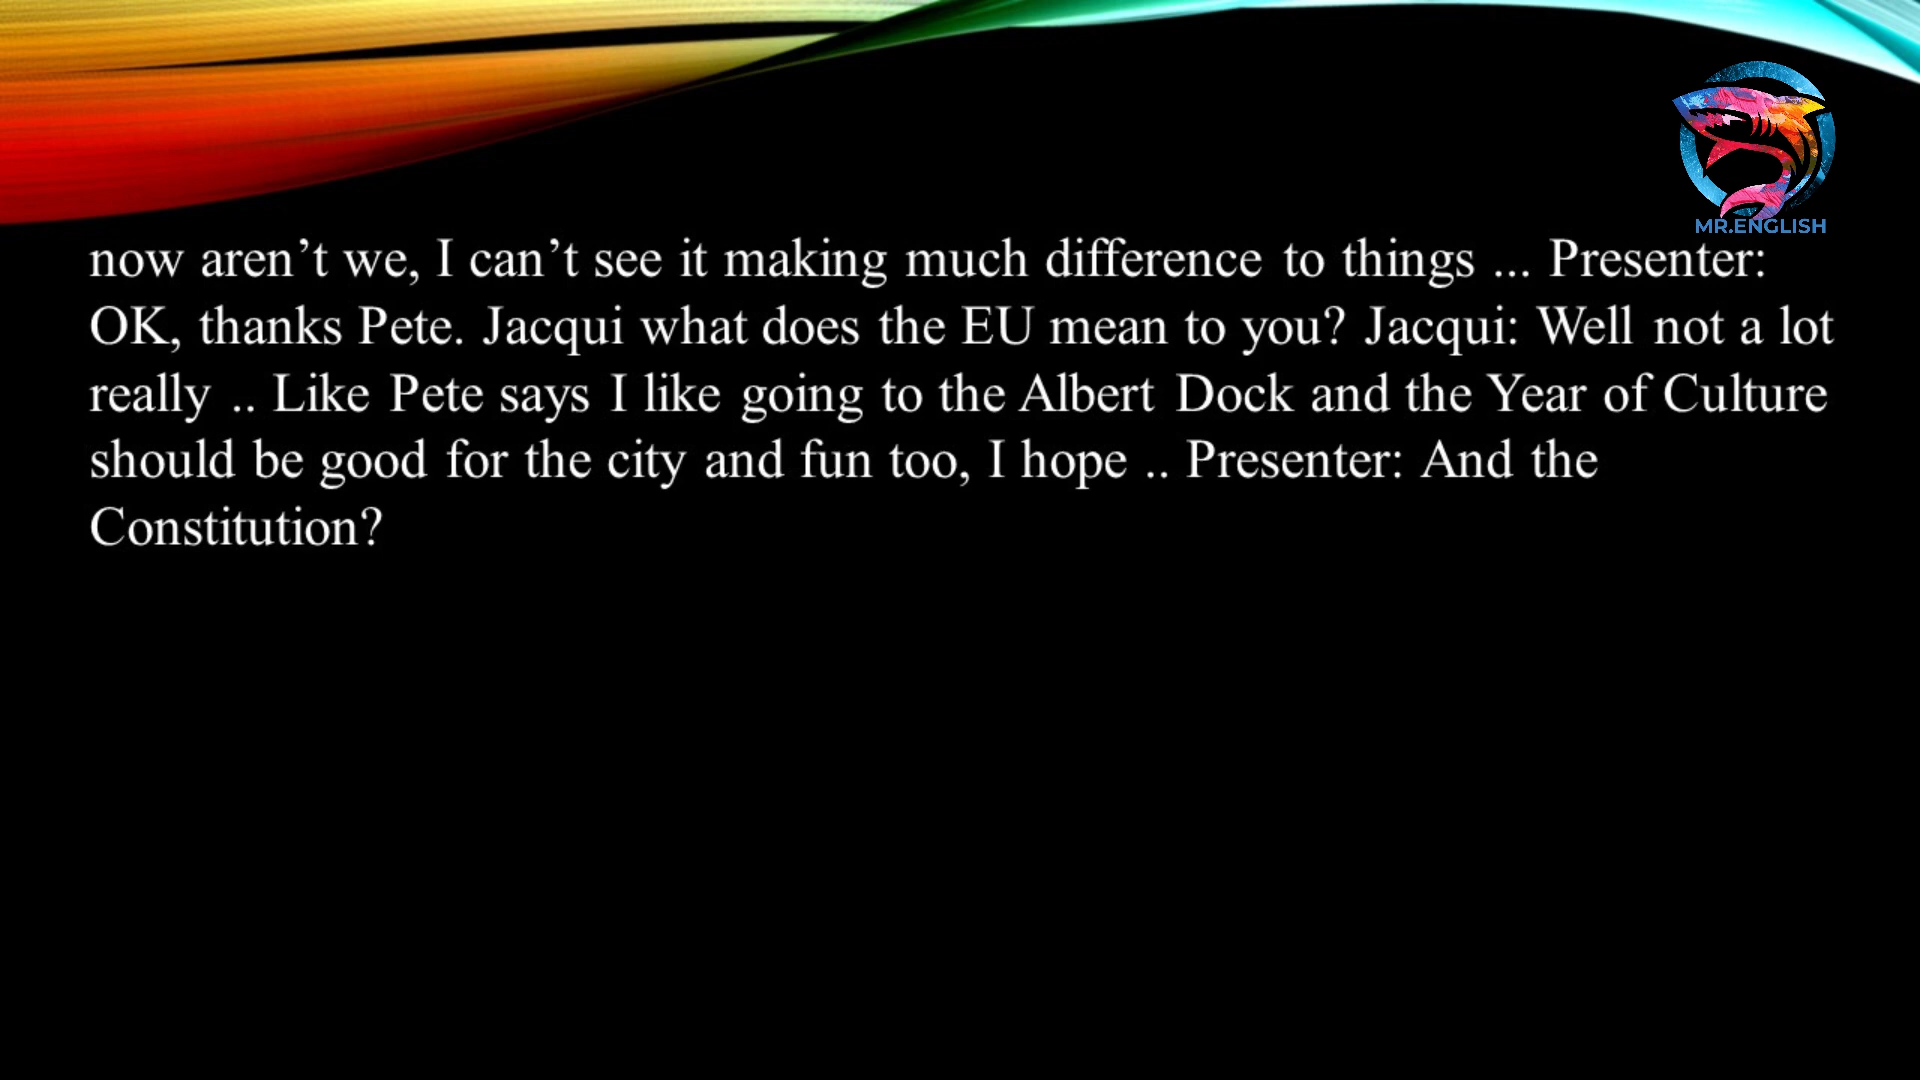 MR.ENGLISH
now aren’t we, I can’t see it making much difference to things ... Presenter:
OK, thanks Pete. Jacqui what does the EU mean to you? Jacqui: Well not a lot
really .. Like Pete says I like going to the Albert Dock and the Year of Culture
should be good for the city and fun too, I hope .. Presenter: And the
Constitution?